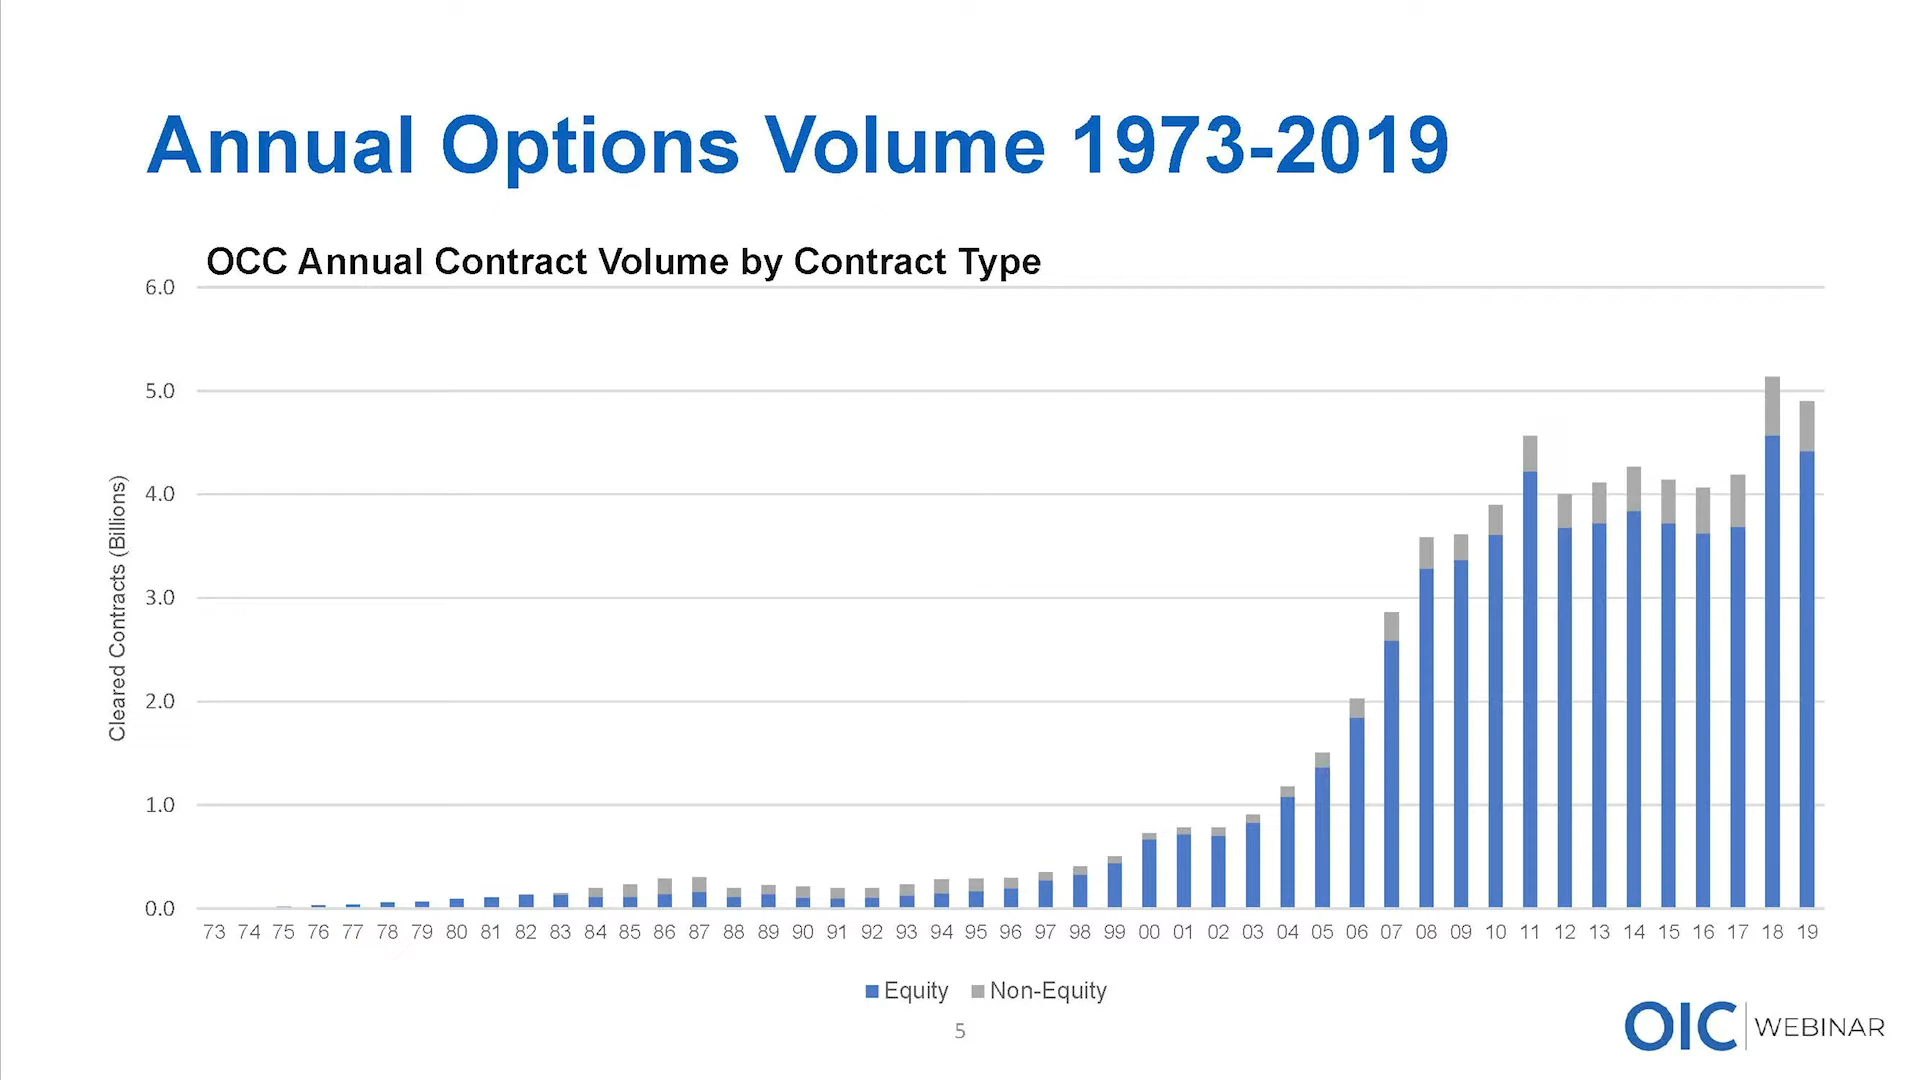 Annual Options Volume 1973-2019
OCC Annual Contract Volume by Contract Type
6.0
5.0
4.0
3.0
2.0
1.0
0.0
Cleared Contracts (Billions)
73 74 75 76 77 78 79 80 81 82 83 84 85 86 87 88 89 90 91 92 93 94 95 96 97 98 99 00 01 02 03 04 05 06 07 08 09 10 11 12 13 14 15 16 17 18 19
Equity Non-Equity
5
OIC WEBINAR